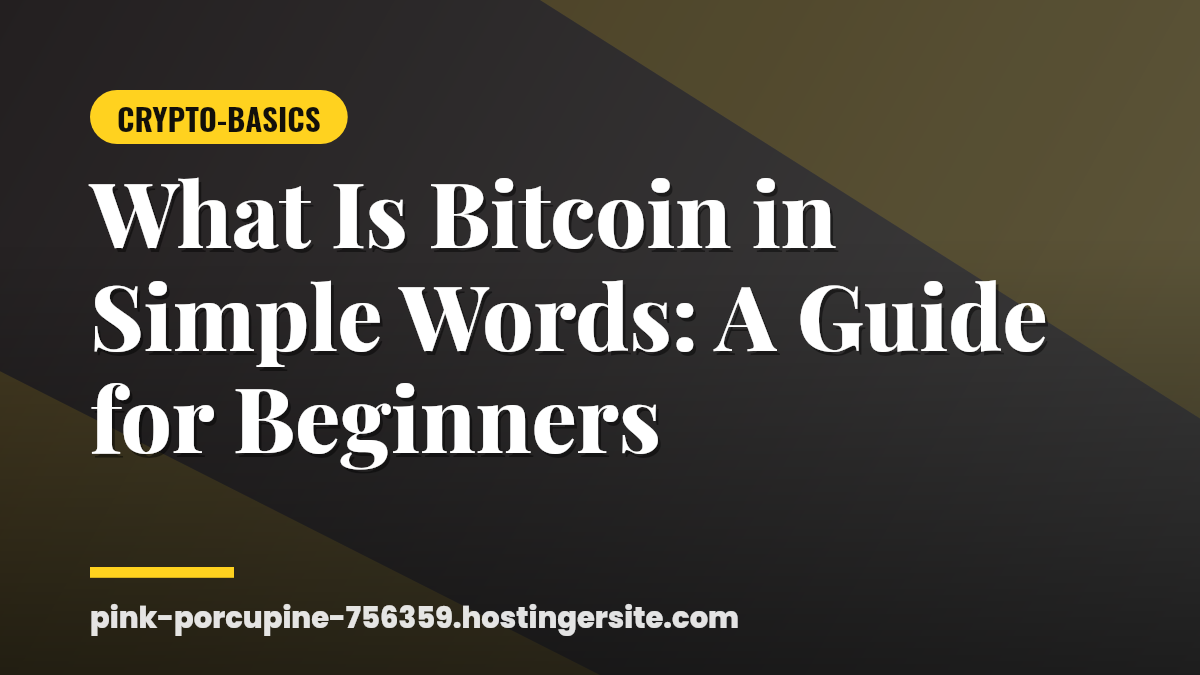 CRYPTO-BASICS
What Is Bitcoin in
Simple Words: A Guide
for Beginners
pink-porcupine-756359.hostingersite.com